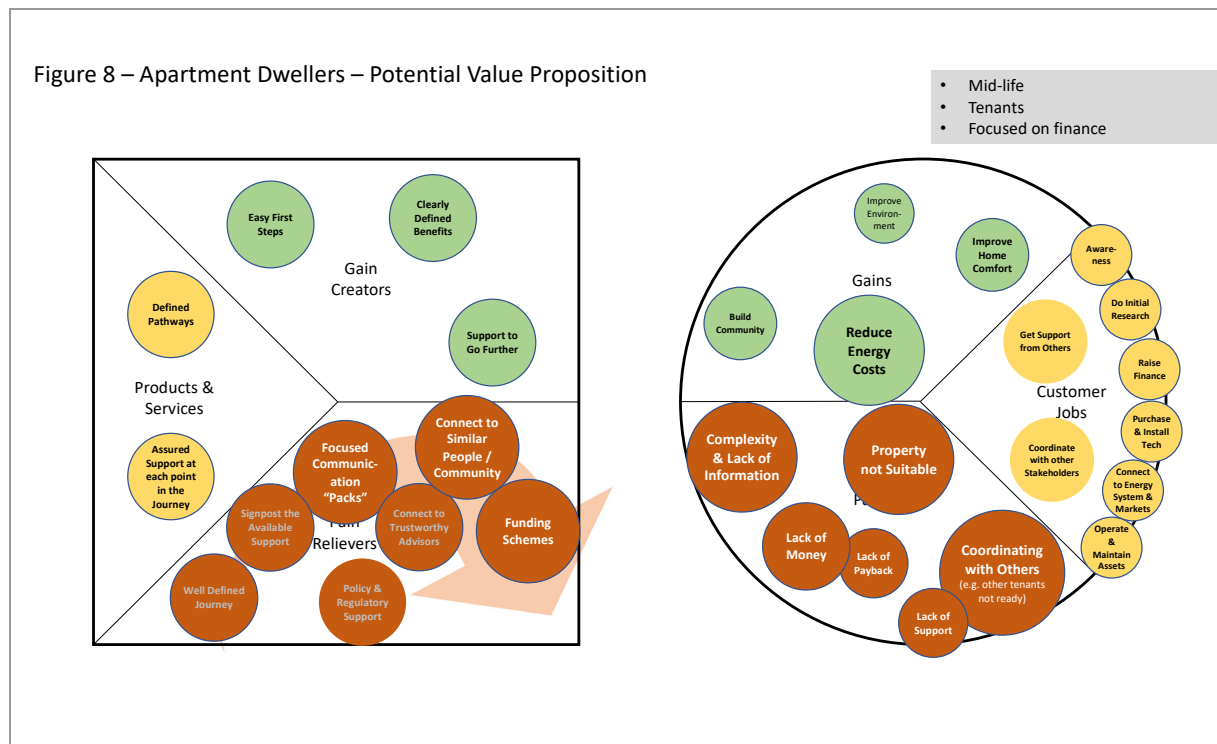 Figure 8 – Apartment Dwellers – Potential Value Proposition
• Mid-life
• Tenants
• Focused on finance
Easy First
Steps
Clearly
Defined
Benefits
Gain
Creators
Defined
Pathways
Support to
Go Further
Products &
Services
Assured
Support at
each point
in the
Journey
Focused
Communic-
ation
“Packs”
Connect to
Similar
People /
Community
Signpost the
Available
Support
Connect to
Trustworthy
Advisors
Funding
Schemes
Relievers
Well Defined
Journey
Policy &
Regulatory
Support
Improve
Environ-
ment
Improve
Home
Comfort
Gains
Build
Community
Reduce
Energy
Costs
Aware-
ness
Do Initial
Research
Get Support
from Others
Raise
Finance
Customer
Jobs
Purchase
& Install
Tech
Coordinate
with other
Stakeholders
Connect
to Energy
System &
Markets
Operate
&
Maintain
Assets
Complexity
& Lack of
Information
Property
not Suitable
Lack of
Money
Lack of
Payback
Coordinating
with Others
(e.g. other tenants
not ready)
Lack of
Support